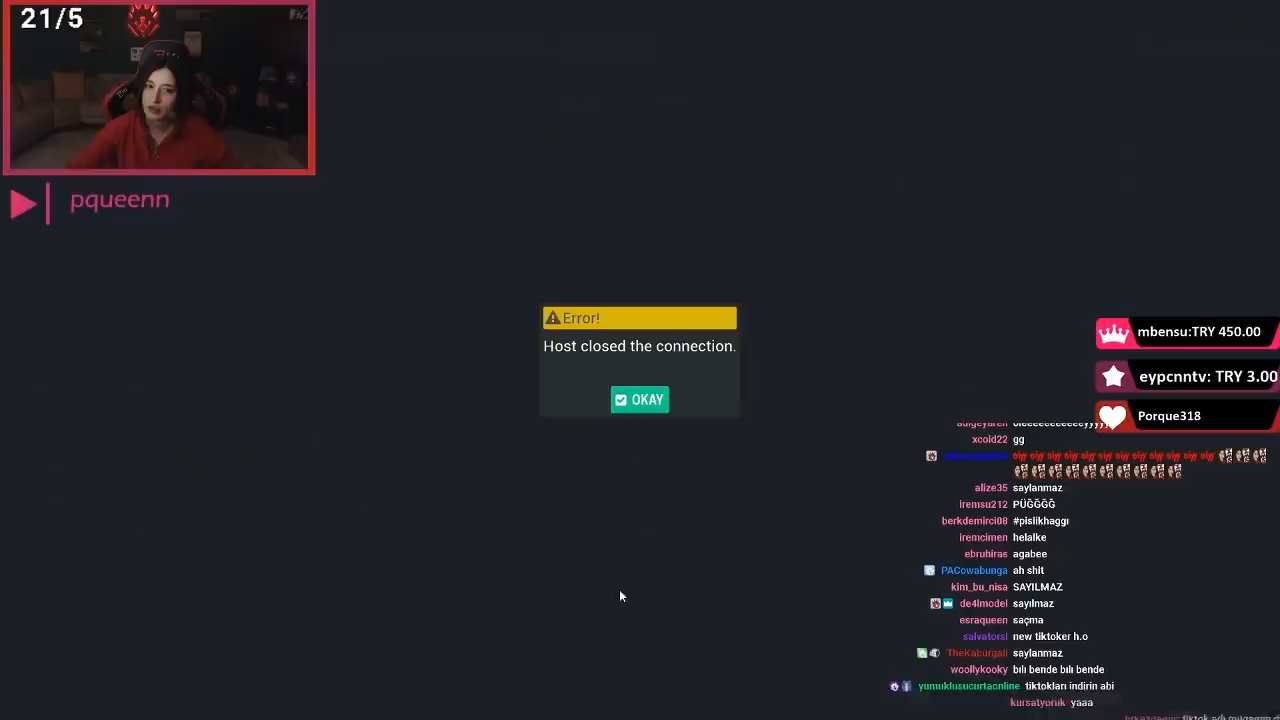 21/5
pqueenn
Error!
Host closed the connection.
OKAY
mbensu:TRY 450.00
eypcnntv: TRY 3.00
Porque318
xcoid22 gg
alize35 saylanmaz
iremsu212 PÜĞĞĞĞ
berkdemirci08 #pislikhaggı
iremcimen helalke
ebruhiras agabee
PACowabunga ah shit
kim_bu_nisa SAYILMAZ
de4lmodel sayılmaz
esraqueen saçma
salvatorsi new tiktoker h.o
TheKaburgali saylanmaz
woollykooky bılı bende bılı bende
yumuklusucurtaonline tiktokları indirin abi
kursatyoruk yaaa